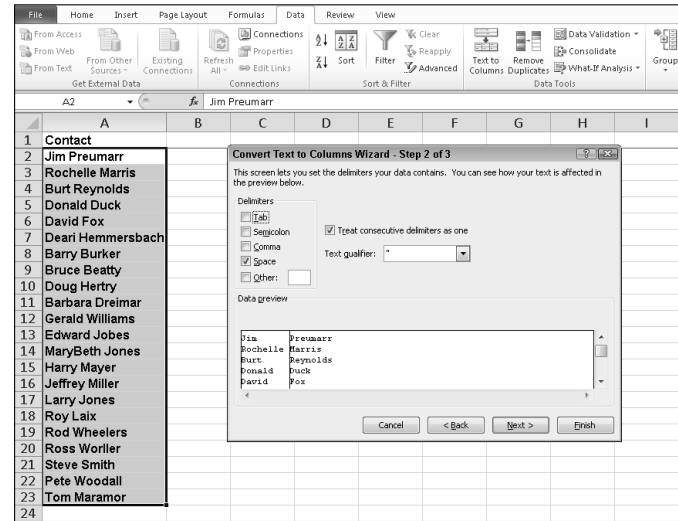 File Home Insert Page Layout Formulas Data Review View
From Access
From Web
From Text
From Other Sources
Existing Connections
Get External Data
Refresh All
Connections
Properties
Edit Links
Connections
Sort
Filter
Clear
Reapply
Advanced
Sort & Filter
Text to Columns
Remove Duplicates
Data Validation
Consolidate
What-If Analysis
Data Tools
Group
A2 fx Jim Preumarr
A B C D E F G H I
1 Contact
2 Jim Preumarr
3 Rochelle Marris
4 Burt Reynolds
5 Donald Duck
6 David Fox
7 Deari Hemmersbach
8 Barry Burker
9 Bruce Beatty
10 Doug Hertry
11 Barbara Dreimar
12 Gerald Williams
13 Edward Jobes
14 MaryBeth Jones
15 Harry Mayer
16 Jeffrey Miller
17 Larry Jones
18 Roy Laix
19 Rod Wheelers
20 Ross Worller
21 Steve Smith
22 Pete Woodall
23 Tom Maramor
24
Convert Text to Columns Wizard - Step 2 of 3
This screen lets you set the delimiters your data contains. You can see how your text is affected in
the preview below.
Delimiters
Tab
Semicolon
Comma
Space
Other:
Treat consecutive delimiters as one
Text qualifier: "
Data preview
Jim Preumarr
Rochelle Marris
Burt Reynolds
Donald Duck
David Fox
Cancel < Back Next > Finish